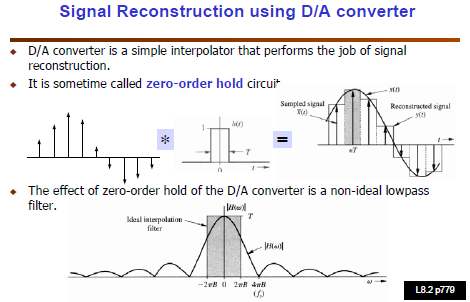 Signal Reconstruction using D/A converter
D/A converter is a simple interpolator that performs the job of signal
reconstruction.
It is sometime called zero-order hold circuit
Sampled signal
x̄(t)
x(t)
Reconstructed signal
y(t)
1
h(t)
*
T
0
t
=
nT
t
The effect of zero-order hold of the D/A converter is a non-ideal lowpass
filter.
|H(ω)|
Ideal interpolation
filter
T
|H(ω)|
−2πB 0 2πB 4πB
ω
(fs)
L8.2 p779